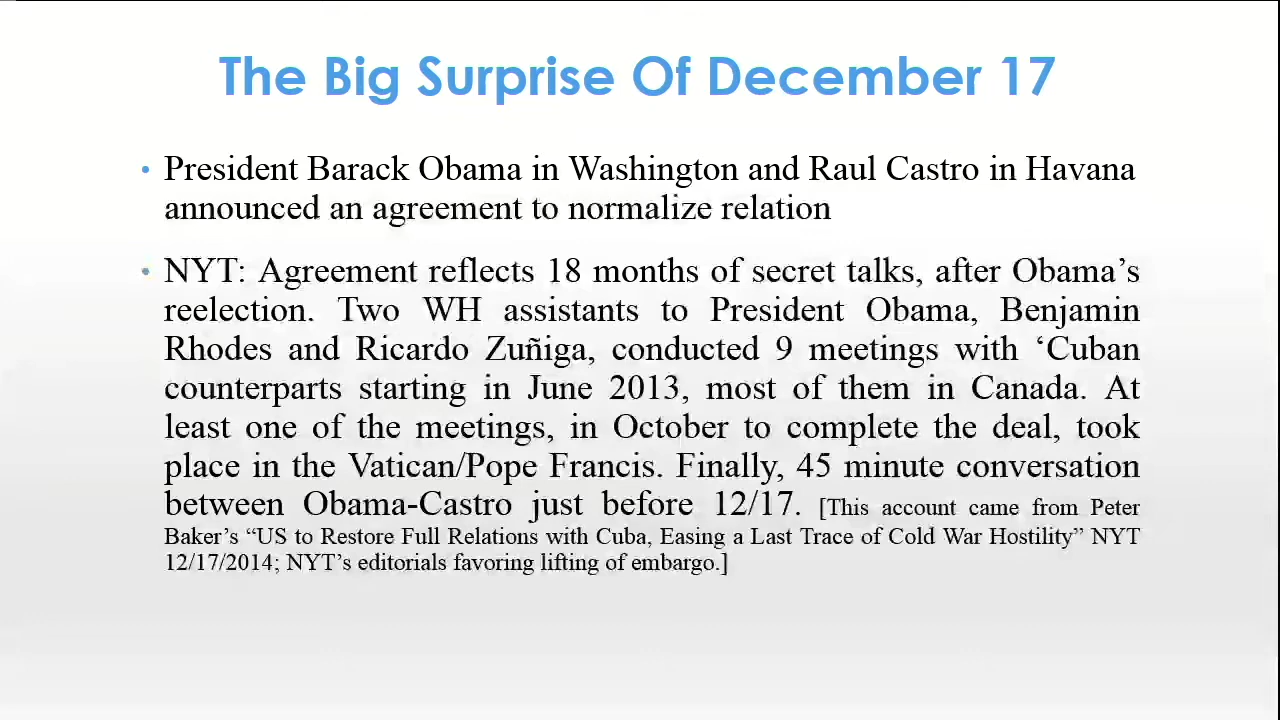 The Big Surprise Of December 17
• President Barack Obama in Washington and Raul Castro in Havana
announced an agreement to normalize relation
• NYT: Agreement reflects 18 months of secret talks, after Obama’s
reelection. Two WH assistants to President Obama, Benjamin
Rhodes and Ricardo Zuñiga, conducted 9 meetings with ‘Cuban
counterparts starting in June 2013, most of them in Canada. At
least one of the meetings, in October to complete the deal, took
place in the Vatican/Pope Francis. Finally, 45 minute conversation
between Obama-Castro just before 12/17. [This account came from Peter
Baker’s “US to Restore Full Relations with Cuba, Easing a Last Trace of Cold War Hostility” NYT
12/17/2014; NYT’s editorials favoring lifting of embargo.]